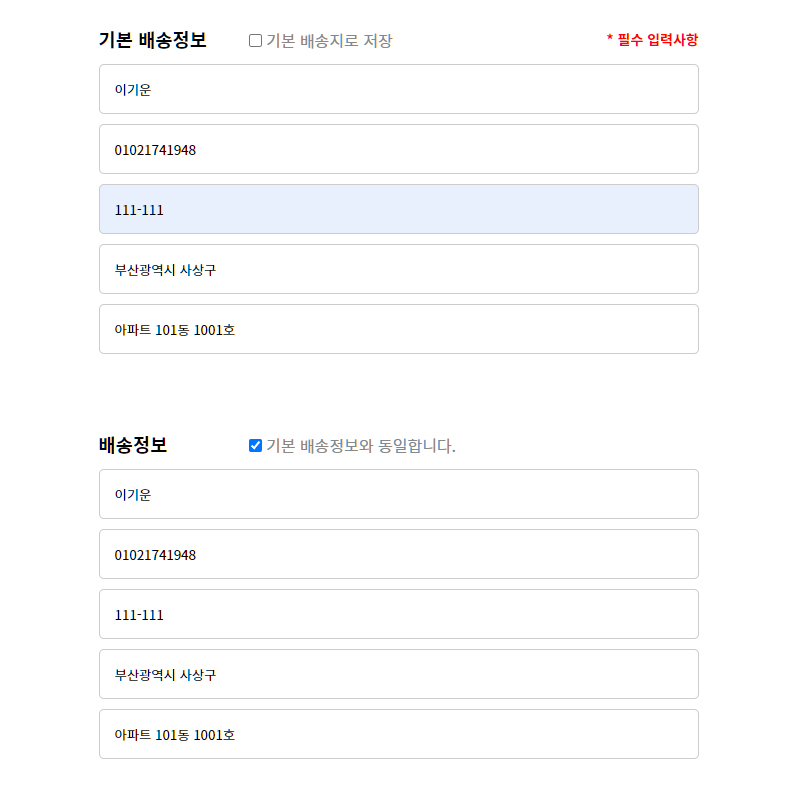 기본 배송정보 기본 배송지로 저장 * 필수 입력사항
이기운
01021741948
111-111
부산광역시 사상구
아파트 101동 1001호
배송정보 기본 배송정보와 동일합니다.
이기운
01021741948
111-111
부산광역시 사상구
아파트 101동 1001호